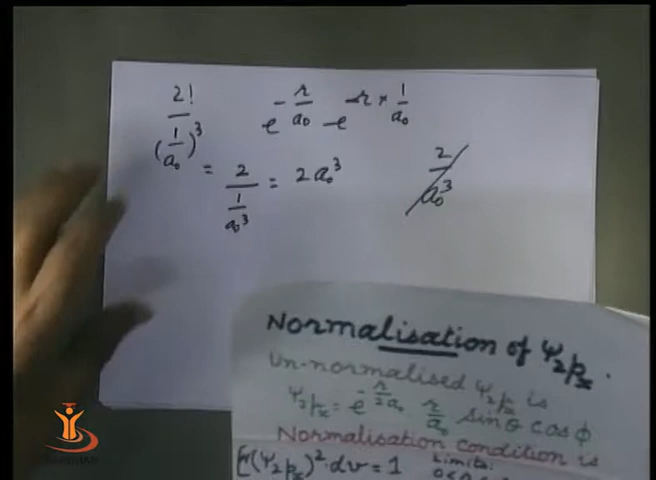 2! / (1/a₀)³ = 2 / (1/a₀³) = 2a₀³
e^(-r/a₀) e^(-r × 1/a₀)
2/a₀³
Normalisation of Ψ₂pₓ.
Un-normalised Ψ₂pₓ is
Ψ₂pₓ = e^(-r/2a₀) r/a₀ sinθ cosϕ
Normalisation condition is
∫(Ψ₂pₓ)²·dv = 1 Limits: